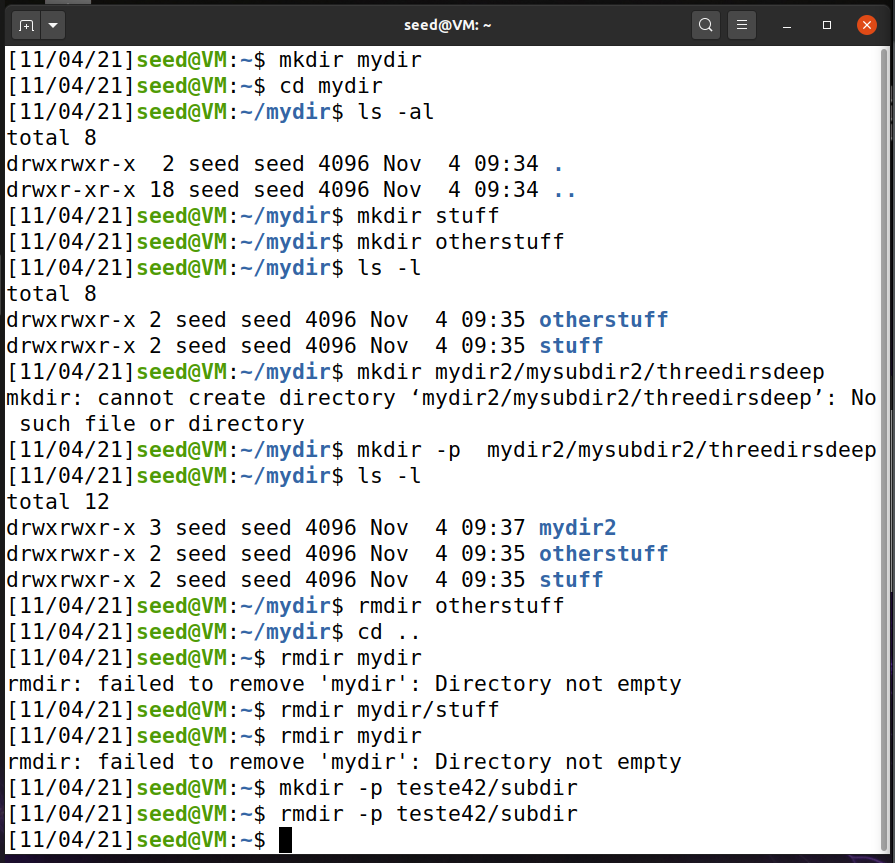 seed@VM: ~
[11/04/21]seed@VM:~$ mkdir mydir
[11/04/21]seed@VM:~$ cd mydir
[11/04/21]seed@VM:~/mydir$ ls -al
total 8
drwxrwxr-x  2 seed seed 4096 Nov  4 09:34 .
drwxr-xr-x 18 seed seed 4096 Nov  4 09:34 ..
[11/04/21]seed@VM:~/mydir$ mkdir stuff
[11/04/21]seed@VM:~/mydir$ mkdir otherstuff
[11/04/21]seed@VM:~/mydir$ ls -l
total 8
drwxrwxr-x 2 seed seed 4096 Nov  4 09:35 otherstuff
drwxrwxr-x 2 seed seed 4096 Nov  4 09:35 stuff
[11/04/21]seed@VM:~/mydir$ mkdir mydir2/mysubdir2/threedirsdeep
mkdir: cannot create directory ‘mydir2/mysubdir2/threedirsdeep’: No
 such file or directory
[11/04/21]seed@VM:~/mydir$ mkdir -p  mydir2/mysubdir2/threedirsdeep
[11/04/21]seed@VM:~/mydir$ ls -l
total 12
drwxrwxr-x 3 seed seed 4096 Nov  4 09:37 mydir2
drwxrwxr-x 2 seed seed 4096 Nov  4 09:35 otherstuff
drwxrwxr-x 2 seed seed 4096 Nov  4 09:35 stuff
[11/04/21]seed@VM:~/mydir$ rmdir otherstuff
[11/04/21]seed@VM:~/mydir$ cd ..
[11/04/21]seed@VM:~$ rmdir mydir
rmdir: failed to remove 'mydir': Directory not empty
[11/04/21]seed@VM:~$ rmdir mydir/stuff
[11/04/21]seed@VM:~$ rmdir mydir
rmdir: failed to remove 'mydir': Directory not empty
[11/04/21]seed@VM:~$ mkdir -p teste42/subdir
[11/04/21]seed@VM:~$ rmdir -p teste42/subdir
[11/04/21]seed@VM:~$